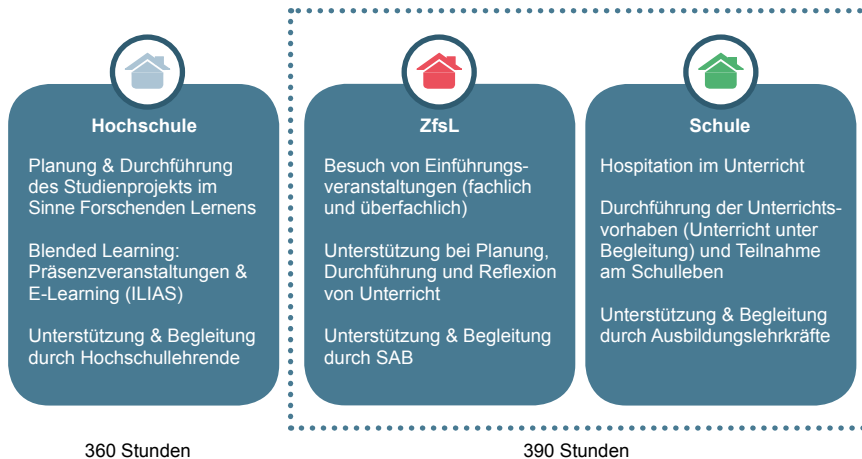 Hochschule
Planung & Durchführung
des Studienprojekts im
Sinne Forschenden Lernens
Blended Learning:
Präsenzveranstaltungen &
E-Learning (ILIAS)
Unterstützung & Begleitung
durch Hochschullehrende
360 Stunden
ZfsL
Besuch von Einführungs-
veranstaltungen (fachlich
und überfachlich)
Unterstützung bei Planung,
Durchführung und Reflexion
von Unterricht
Unterstützung & Begleitung
durch SAB
Schule
Hospitation im Unterricht
Durchführung der Unterrichts-
vorhaben (Unterricht unter
Begleitung) und Teilnahme
am Schulleben
Unterstützung & Begleitung
durch Ausbildungslehrkräfte
390 Stunden